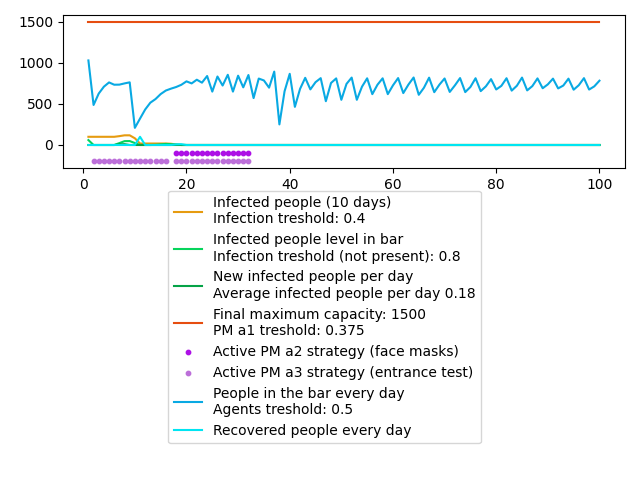 1500
1000
500
0
0 20 40 60 80 100
Infected people (10 days)
Infection treshold: 0.4
Infected people level in bar
Infection treshold (not present): 0.8
New infected people per day
Average infected people per day 0.18
Final maximum capacity: 1500
PM a1 treshold: 0.375
Active PM a2 strategy (face masks)
Active PM a3 strategy (entrance test)
People in the bar every day
Agents treshold: 0.5
Recovered people every day